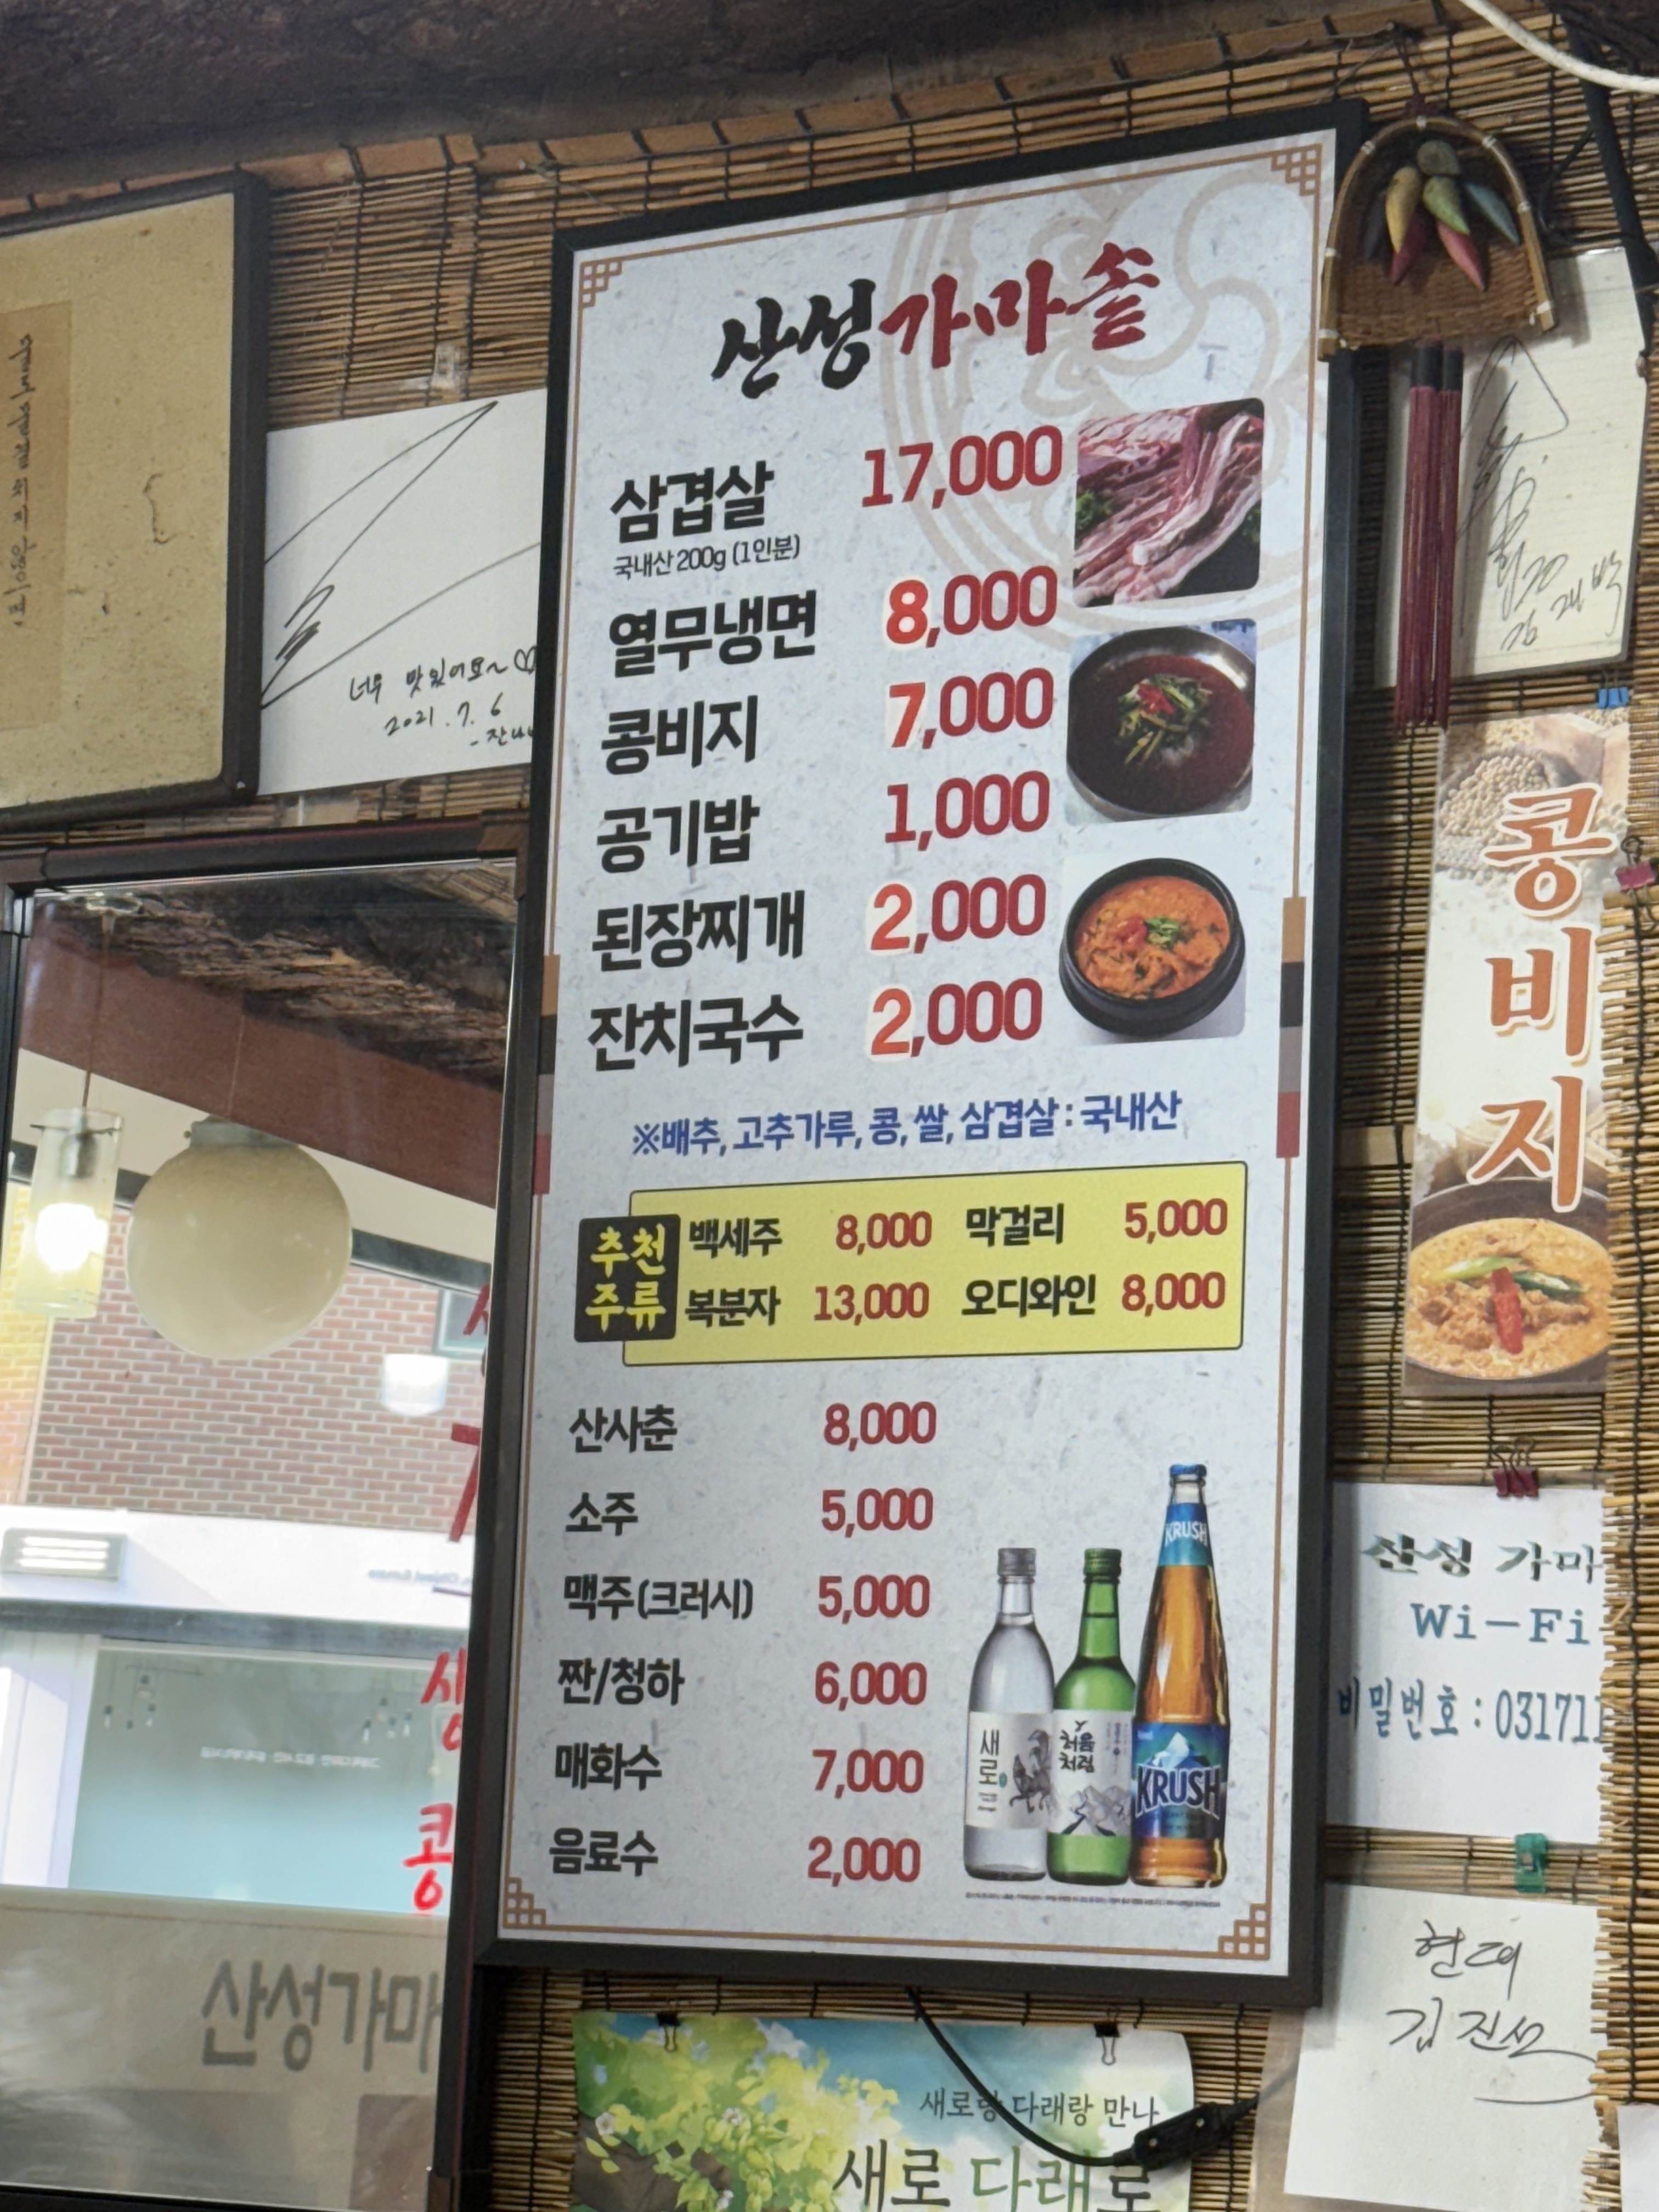 산성가마솥
삼겹살 17,000
국내산 200g (1인분)
열무냉면 8,000
콩비지 7,000
공기밥 1,000
된장찌개 2,000
잔치국수 2,000
※배추, 고추가루, 콩, 쌀, 삼겹살 : 국내산
추천
주류
백세주 8,000 막걸리 5,000
복분자 13,000 오디와인 8,000
산사춘 8,000
소주 5,000
맥주(크러시) 5,000
짠/청하 6,000
매화수 7,000
음료수 2,000
새로
처음
처럼
KRUSH
KRUSH
너무 맛있어요~♡
2021.7.6
콩비지
산성 가마
Wi-Fi
비밀번호 : 031711
현대
김진선
산성가마
콩
새로랑 다래랑 만나
새로 다래로